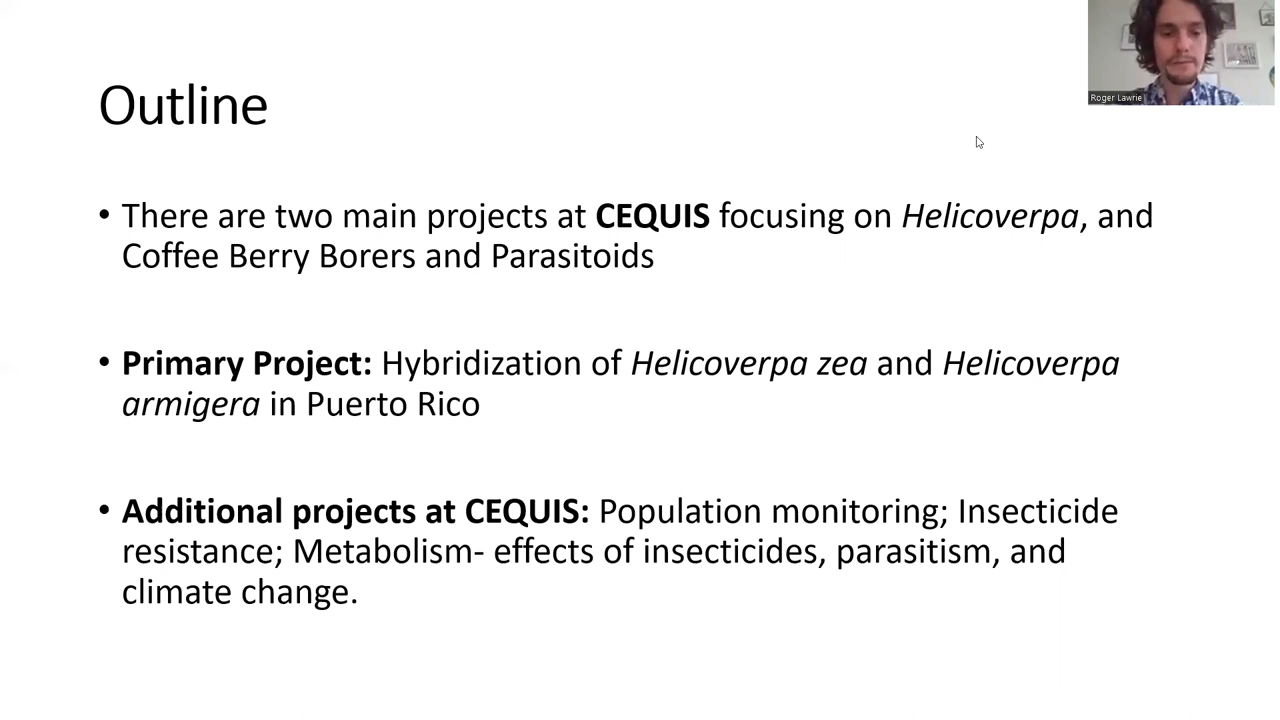 Roger Lawrie
Outline
• There are two main projects at CEQUIS focusing on Helicoverpa, and
Coffee Berry Borers and Parasitoids
• Primary Project: Hybridization of Helicoverpa zea and Helicoverpa
armigera in Puerto Rico
• Additional projects at CEQUIS: Population monitoring; Insecticide
resistance; Metabolism- effects of insecticides, parasitism, and
climate change.